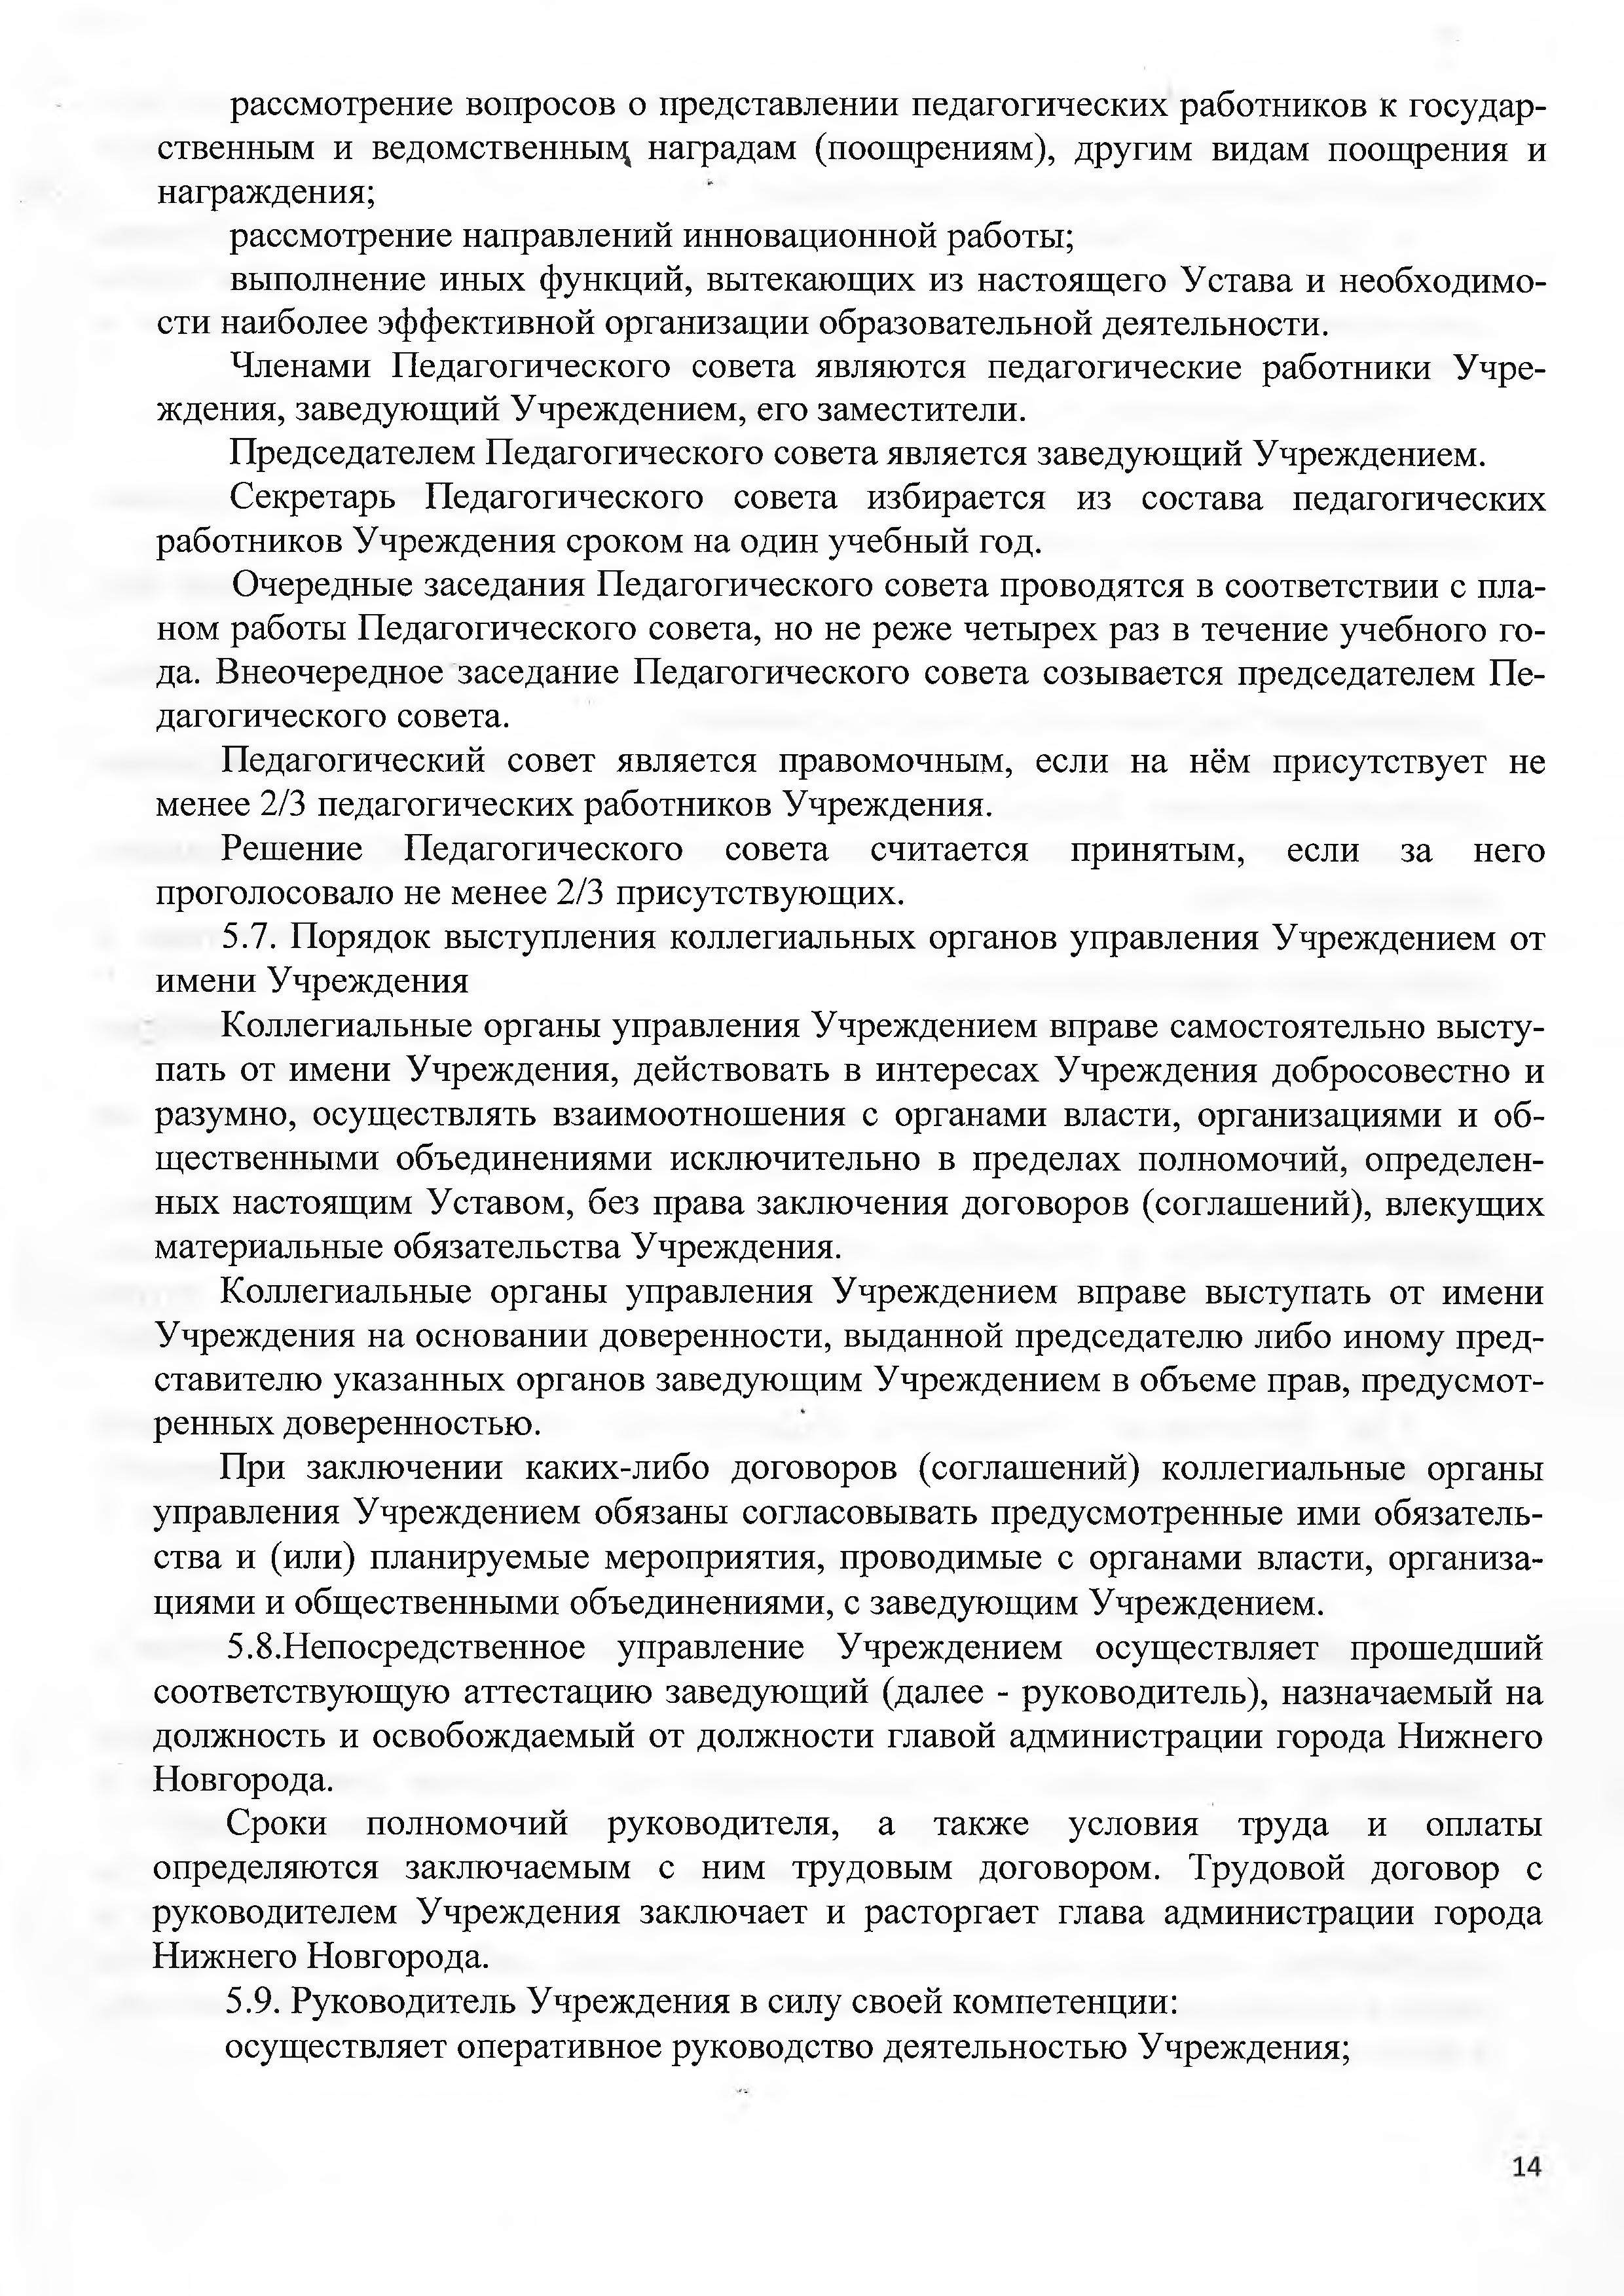 рассмотрение вопросов о представлении педагогических работников к государ-
ственным и ведомственным наградам (поощрениям), другим видам поощрения и
награждения;
рассмотрение направлений инновационной работы;
выполнение иных функций, вытекающих из настоящего Устава и необходимо-
сти наиболее эффективной организации образовательной деятельности.
Членами Педагогического совета являются педагогические работники Учре-
ждения, заведующий Учреждением, его заместители.
Председателем Педагогического совета является заведующий Учреждением.
Секретарь Педагогического совета избирается из состава педагогических
работников Учреждения сроком на один учебный год.
Очередные заседания Педагогического совета проводятся в соответствии с пла-
ном работы Педагогического совета, но не реже четырех раз в течение учебного го-
да. Внеочередное заседание Педагогического совета созывается председателем Пе-
дагогического совета.
Педагогический совет является правомочным, если на нём присутствует не
менее 2/3 педагогических работников Учреждения.
Решение Педагогического совета считается принятым, если за него
проголосовало не менее 2/3 присутствующих.
5.7. Порядок выступления коллегиальных органов управления Учреждением от
имени Учреждения
Коллегиальные органы управления Учреждением вправе самостоятельно высту-
пать от имени Учреждения, действовать в интересах Учреждения добросовестно и
разумно, осуществлять взаимоотношения с органами власти, организациями и об-
щественными объединениями исключительно в пределах полномочий, определен-
ных настоящим Уставом, без права заключения договоров (соглашений), влекущих
материальные обязательства Учреждения.
Коллегиальные органы управления Учреждением вправе выступать от имени
Учреждения на основании доверенности, выданной председателю либо иному пред-
ставителю указанных органов заведующим Учреждением в объеме прав, предусмот-
ренных доверенностью.
При заключении каких-либо договоров (соглашений) коллегиальные органы
управления Учреждением обязаны согласовывать предусмотренные ими обязатель-
ства и (или) планируемые мероприятия, проводимые с органами власти, организа-
циями и общественными объединениями, с заведующим Учреждением.
5.8.Непосредственное управление Учреждением осуществляет прошедший
соответствующую аттестацию заведующий (далее - руководитель), назначаемый на
должность и освобождаемый от должности главой администрации города Нижнего
Новгорода.
Сроки полномочий руководителя, а также условия труда и оплаты
определяются заключаемым с ним трудовым договором. Трудовой договор с
руководителем Учреждения заключает и расторгает глава администрации города
Нижнего Новгорода.
5.9. Руководитель Учреждения в силу своей компетенции:
осуществляет оперативное руководство деятельностью Учреждения;
14